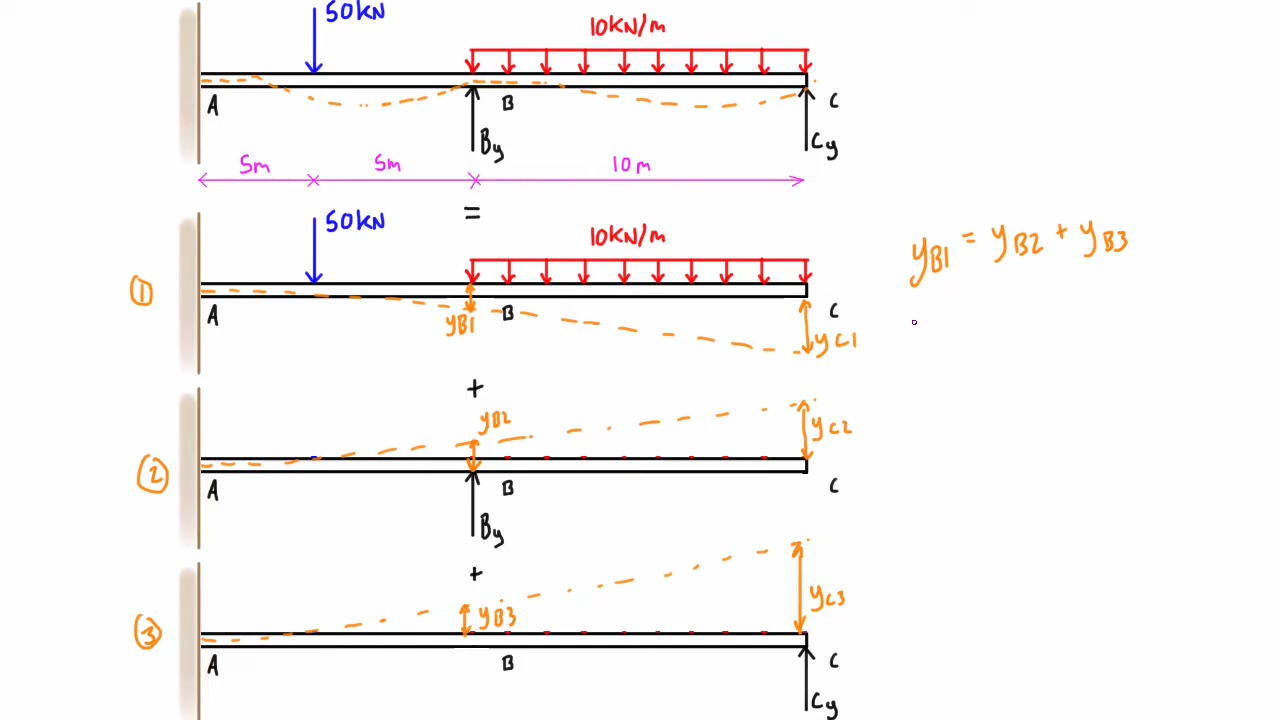 50kN
10kN/m
A
B
C
By
Cy
5m
5m
10m
=
50kN
10kN/m
①
A
B
C
yB1
yC1
yB1 = yB2 + yB3
+
yB2
yC2
②
A
B
C
By
+
yB3
yC3
③
A
B
C
Cy